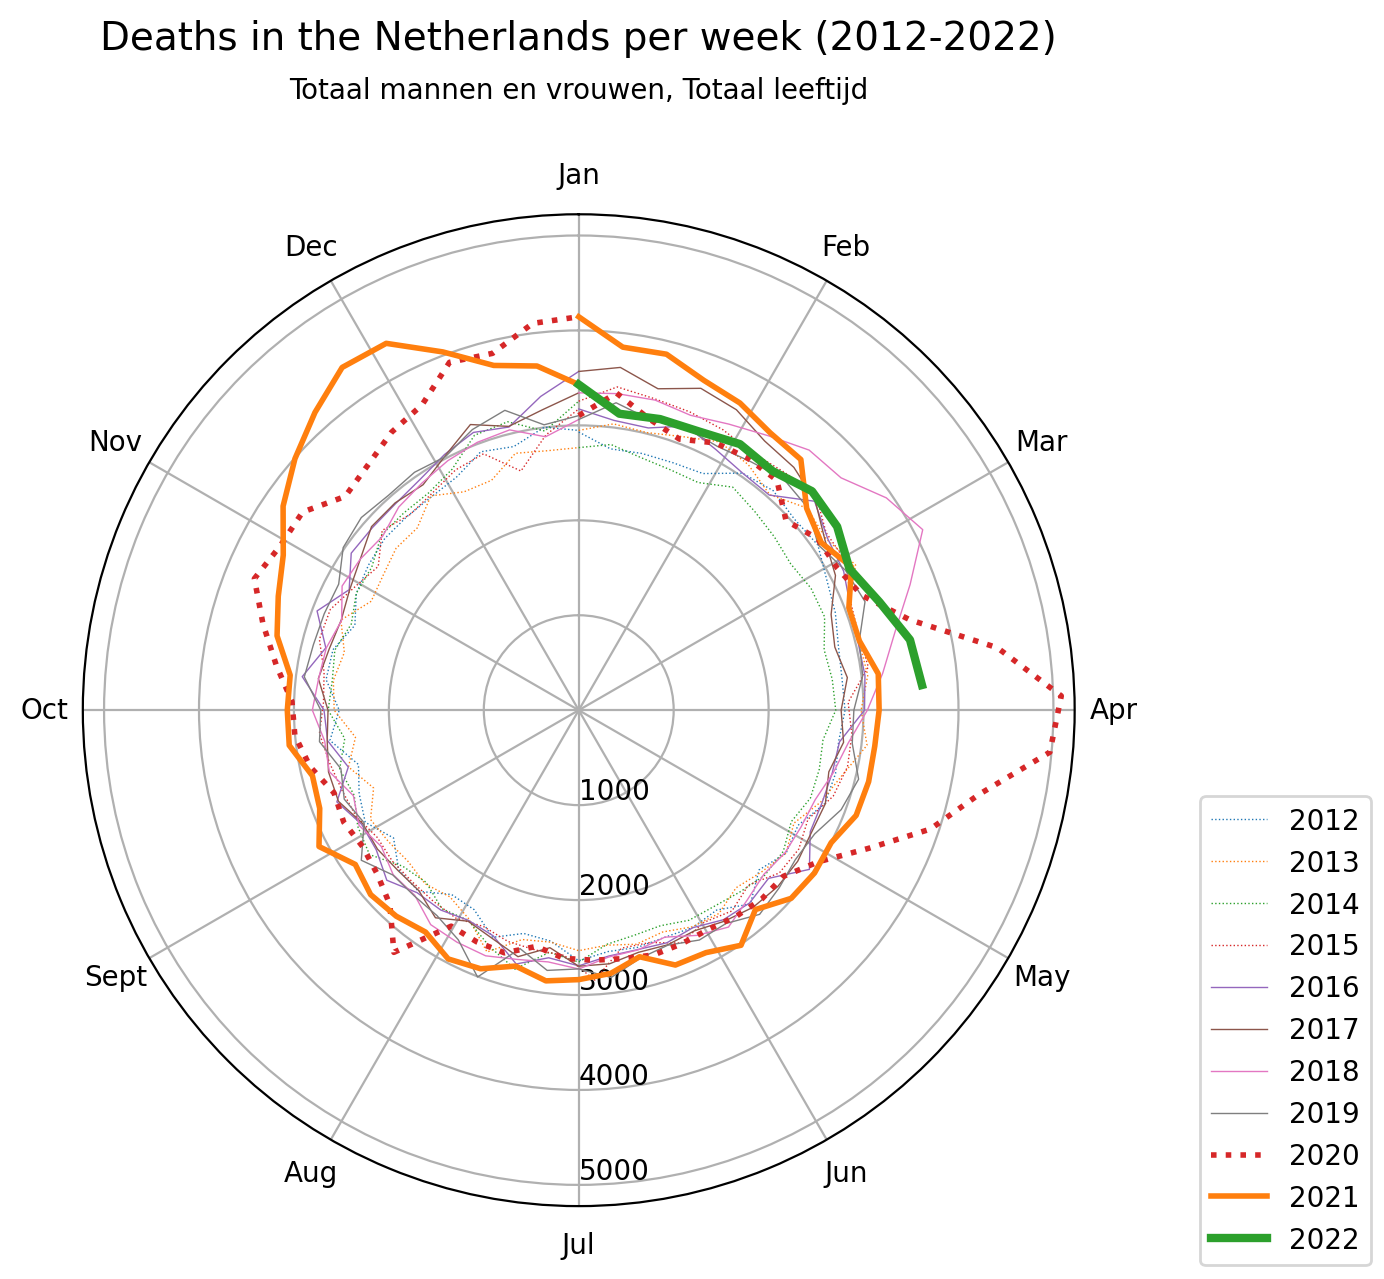 Deaths in the Netherlands per week (2012-2022)
Totaal mannen en vrouwen, Totaal leeftijd
Jan
Dec
Feb
Nov
Mar
Oct
Apr
1000
2000
3000
4000
5000
Sept
May
Aug
Jun
Jul
2012
2013
2014
2015
2016
2017
2018
2019
2020
2021
2022